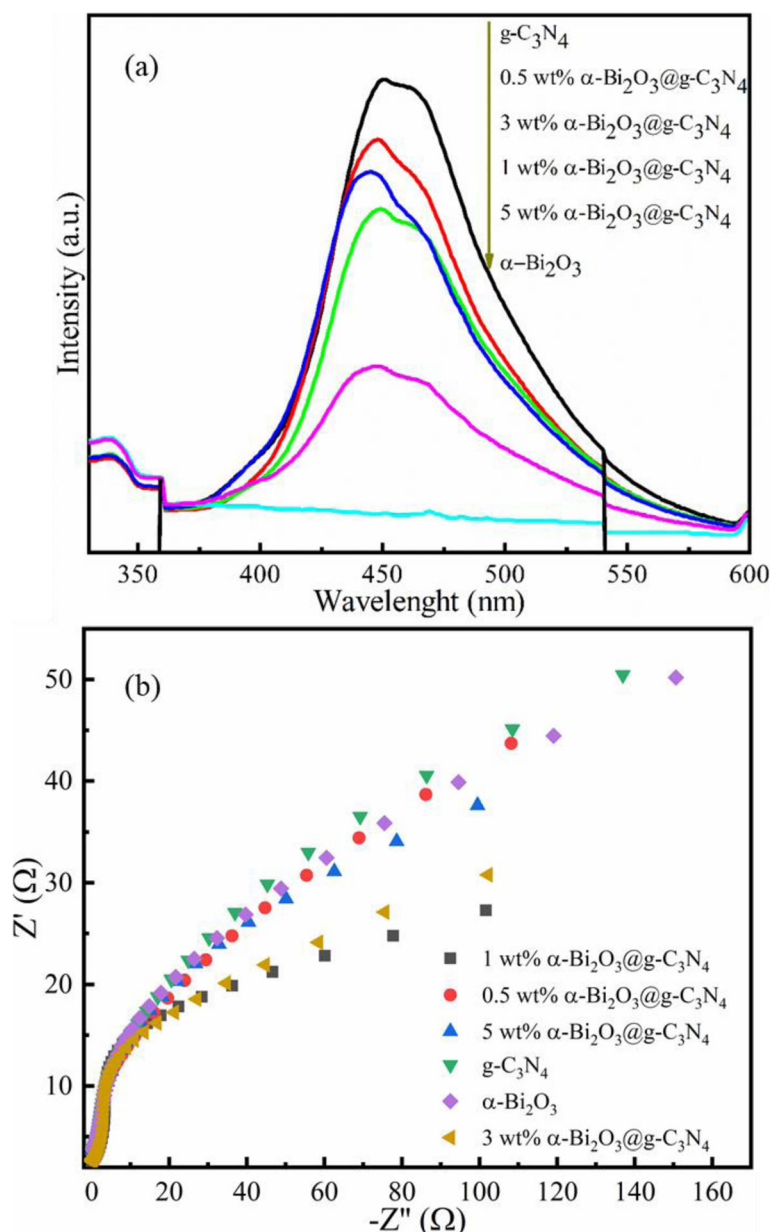 (a)
g-C₃N₄
0.5 wt% α-Bi₂O₃@g-C₃N₄
3 wt% α-Bi₂O₃@g-C₃N₄
1 wt% α-Bi₂O₃@g-C₃N₄
5 wt% α-Bi₂O₃@g-C₃N₄
α–Bi₂O₃
Intensity (a.u.)
350 400 450 500 550 600
Wavelenght (nm)
(b)
50
40
30
20
10
Z' (Ω)
1 wt% α-Bi₂O₃@g-C₃N₄
0.5 wt% α-Bi₂O₃@g-C₃N₄
5 wt% α-Bi₂O₃@g-C₃N₄
g-C₃N₄
α-Bi₂O₃
3 wt% α-Bi₂O₃@g-C₃N₄
0 20 40 60 80 100 120 140 160
-Z'' (Ω)